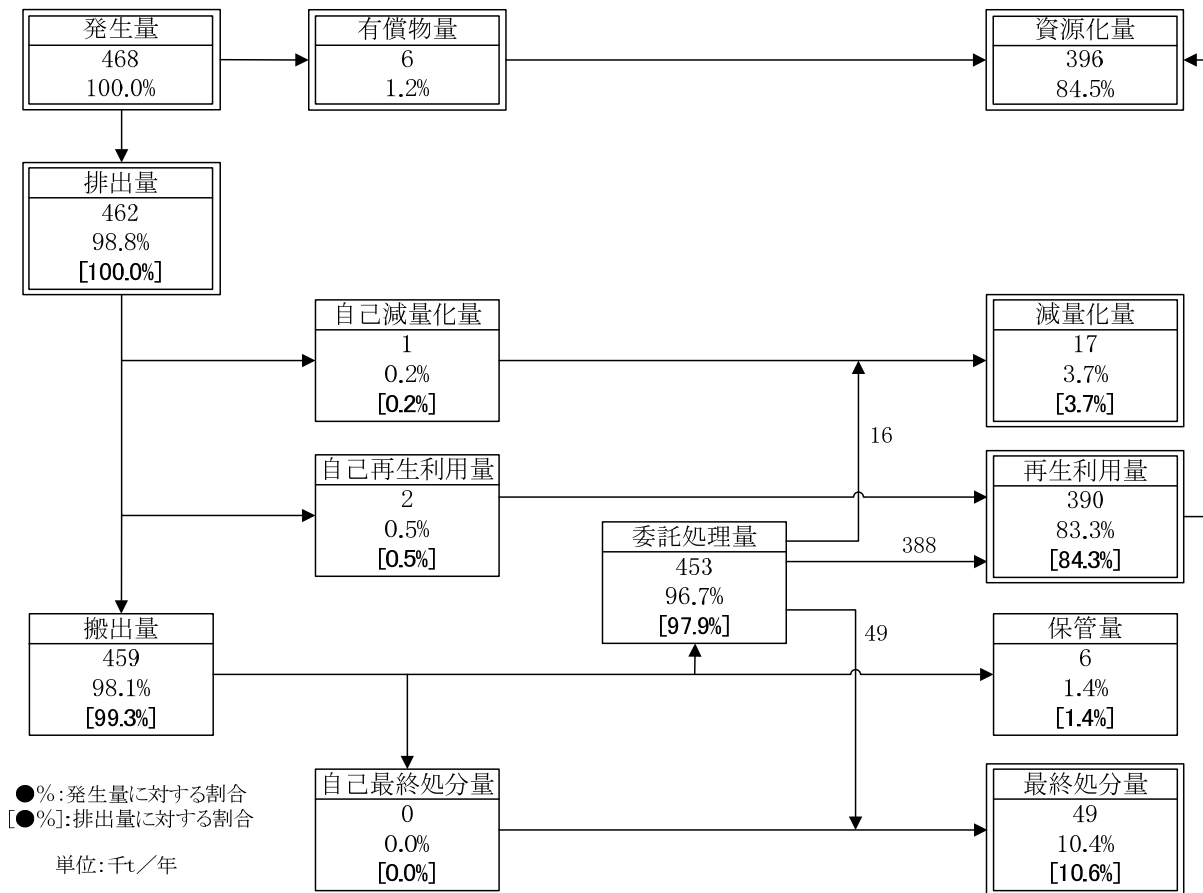 発生量
468
100.0%
有償物量
6
1.2%
資源化量
396
84.5%
排出量
462
98.8%
[100.0%]
自己減量化量
1
0.2%
[0.2%]
減量化量
17
3.7%
[3.7%]
16
自己再生利用量
2
0.5%
[0.5%]
再生利用量
390
83.3%
[84.3%]
委託処理量
453
96.7%
[97.9%]
388
49
搬出量
459
98.1%
[99.3%]
保管量
6
1.4%
[1.4%]
自己最終処分量
0
0.0%
[0.0%]
最終処分量
49
10.4%
[10.6%]
●%:発生量に対する割合
[●%]:排出量に対する割合
単位:千t/年